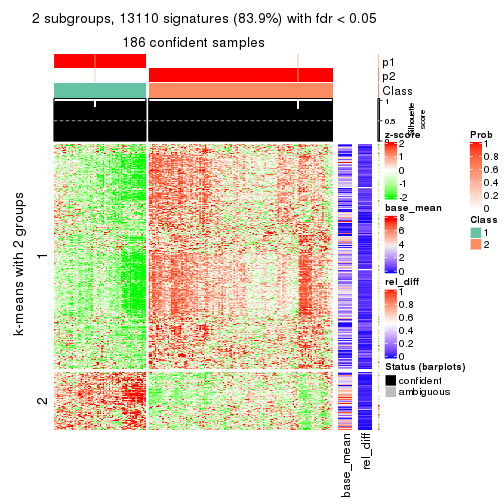 2 subgroups, 13110 signatures (83.9%) with fdr < 0.05
186 confident samples
p1
p2
Class
1
0.5
0
Silhouette
score
k-means with 2 groups
1
2
base_mean
rel_diff
z-score
2
1
0
-1
-2
base_mean
8
6
4
2
0
rel_diff
1
0.8
0.6
0.4
0.2
0
Status (barplots)
confident
ambiguous
Prob
1
0.8
0.6
0.4
0.2
0
Class
1
2